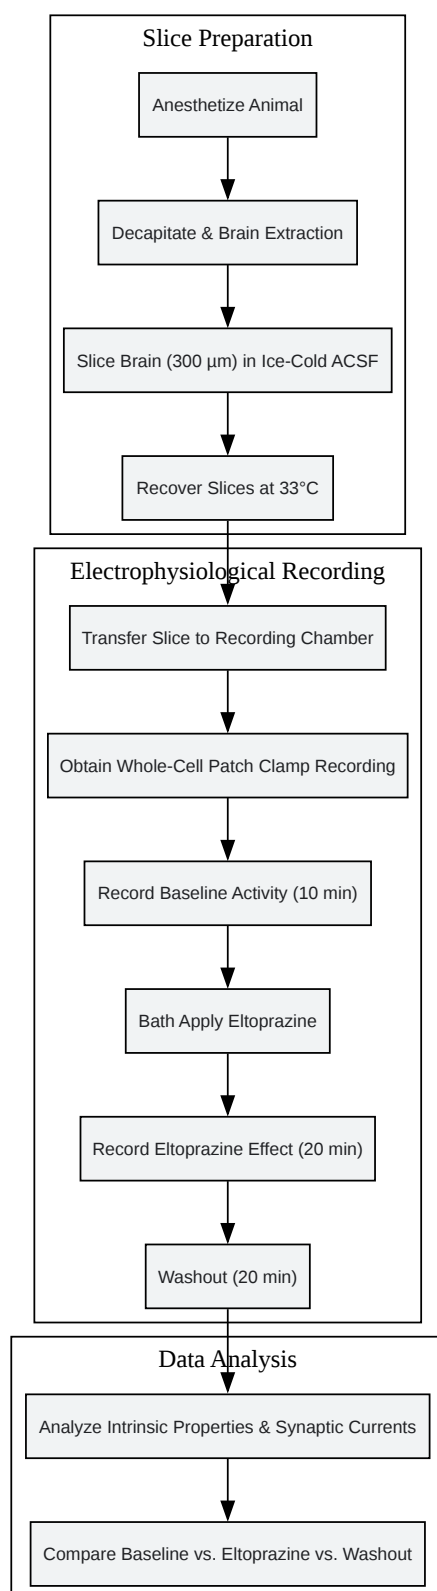 Slice Preparation
Anesthetize Animal
Decapitate & Brain Extraction
Slice Brain (300 µm) in Ice-Cold ACSF
Recover Slices at 33°C
Electrophysiological Recording
Transfer Slice to Recording Chamber
Obtain Whole-Cell Patch Clamp Recording
Record Baseline Activity (10 min)
Bath Apply Eltoprazine
Record Eltoprazine Effect (20 min)
Washout (20 min)
Data Analysis
Analyze Intrinsic Properties & Synaptic Currents
Compare Baseline vs. Eltoprazine vs. Washout